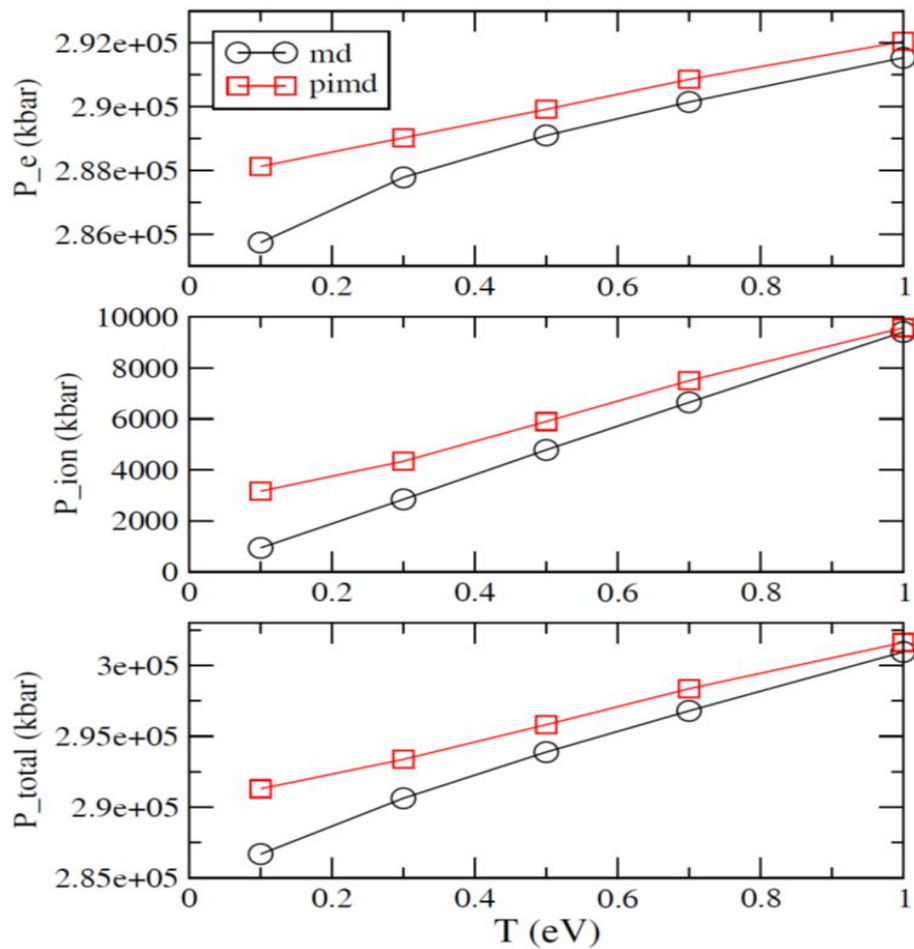 2.92e+05
2.9e+05
2.88e+05
2.86e+05
P_e (kbar)
md
pimd
0 0.2 0.4 0.6 0.8 1
10000
8000
6000
4000
2000
0
P_ion (kbar)
0 0.2 0.4 0.6 0.8 1
3e+05
2.95e+05
2.9e+05
2.85e+05
P_total (kbar)
0 0.2 0.4 0.6 0.8 1
T (eV)